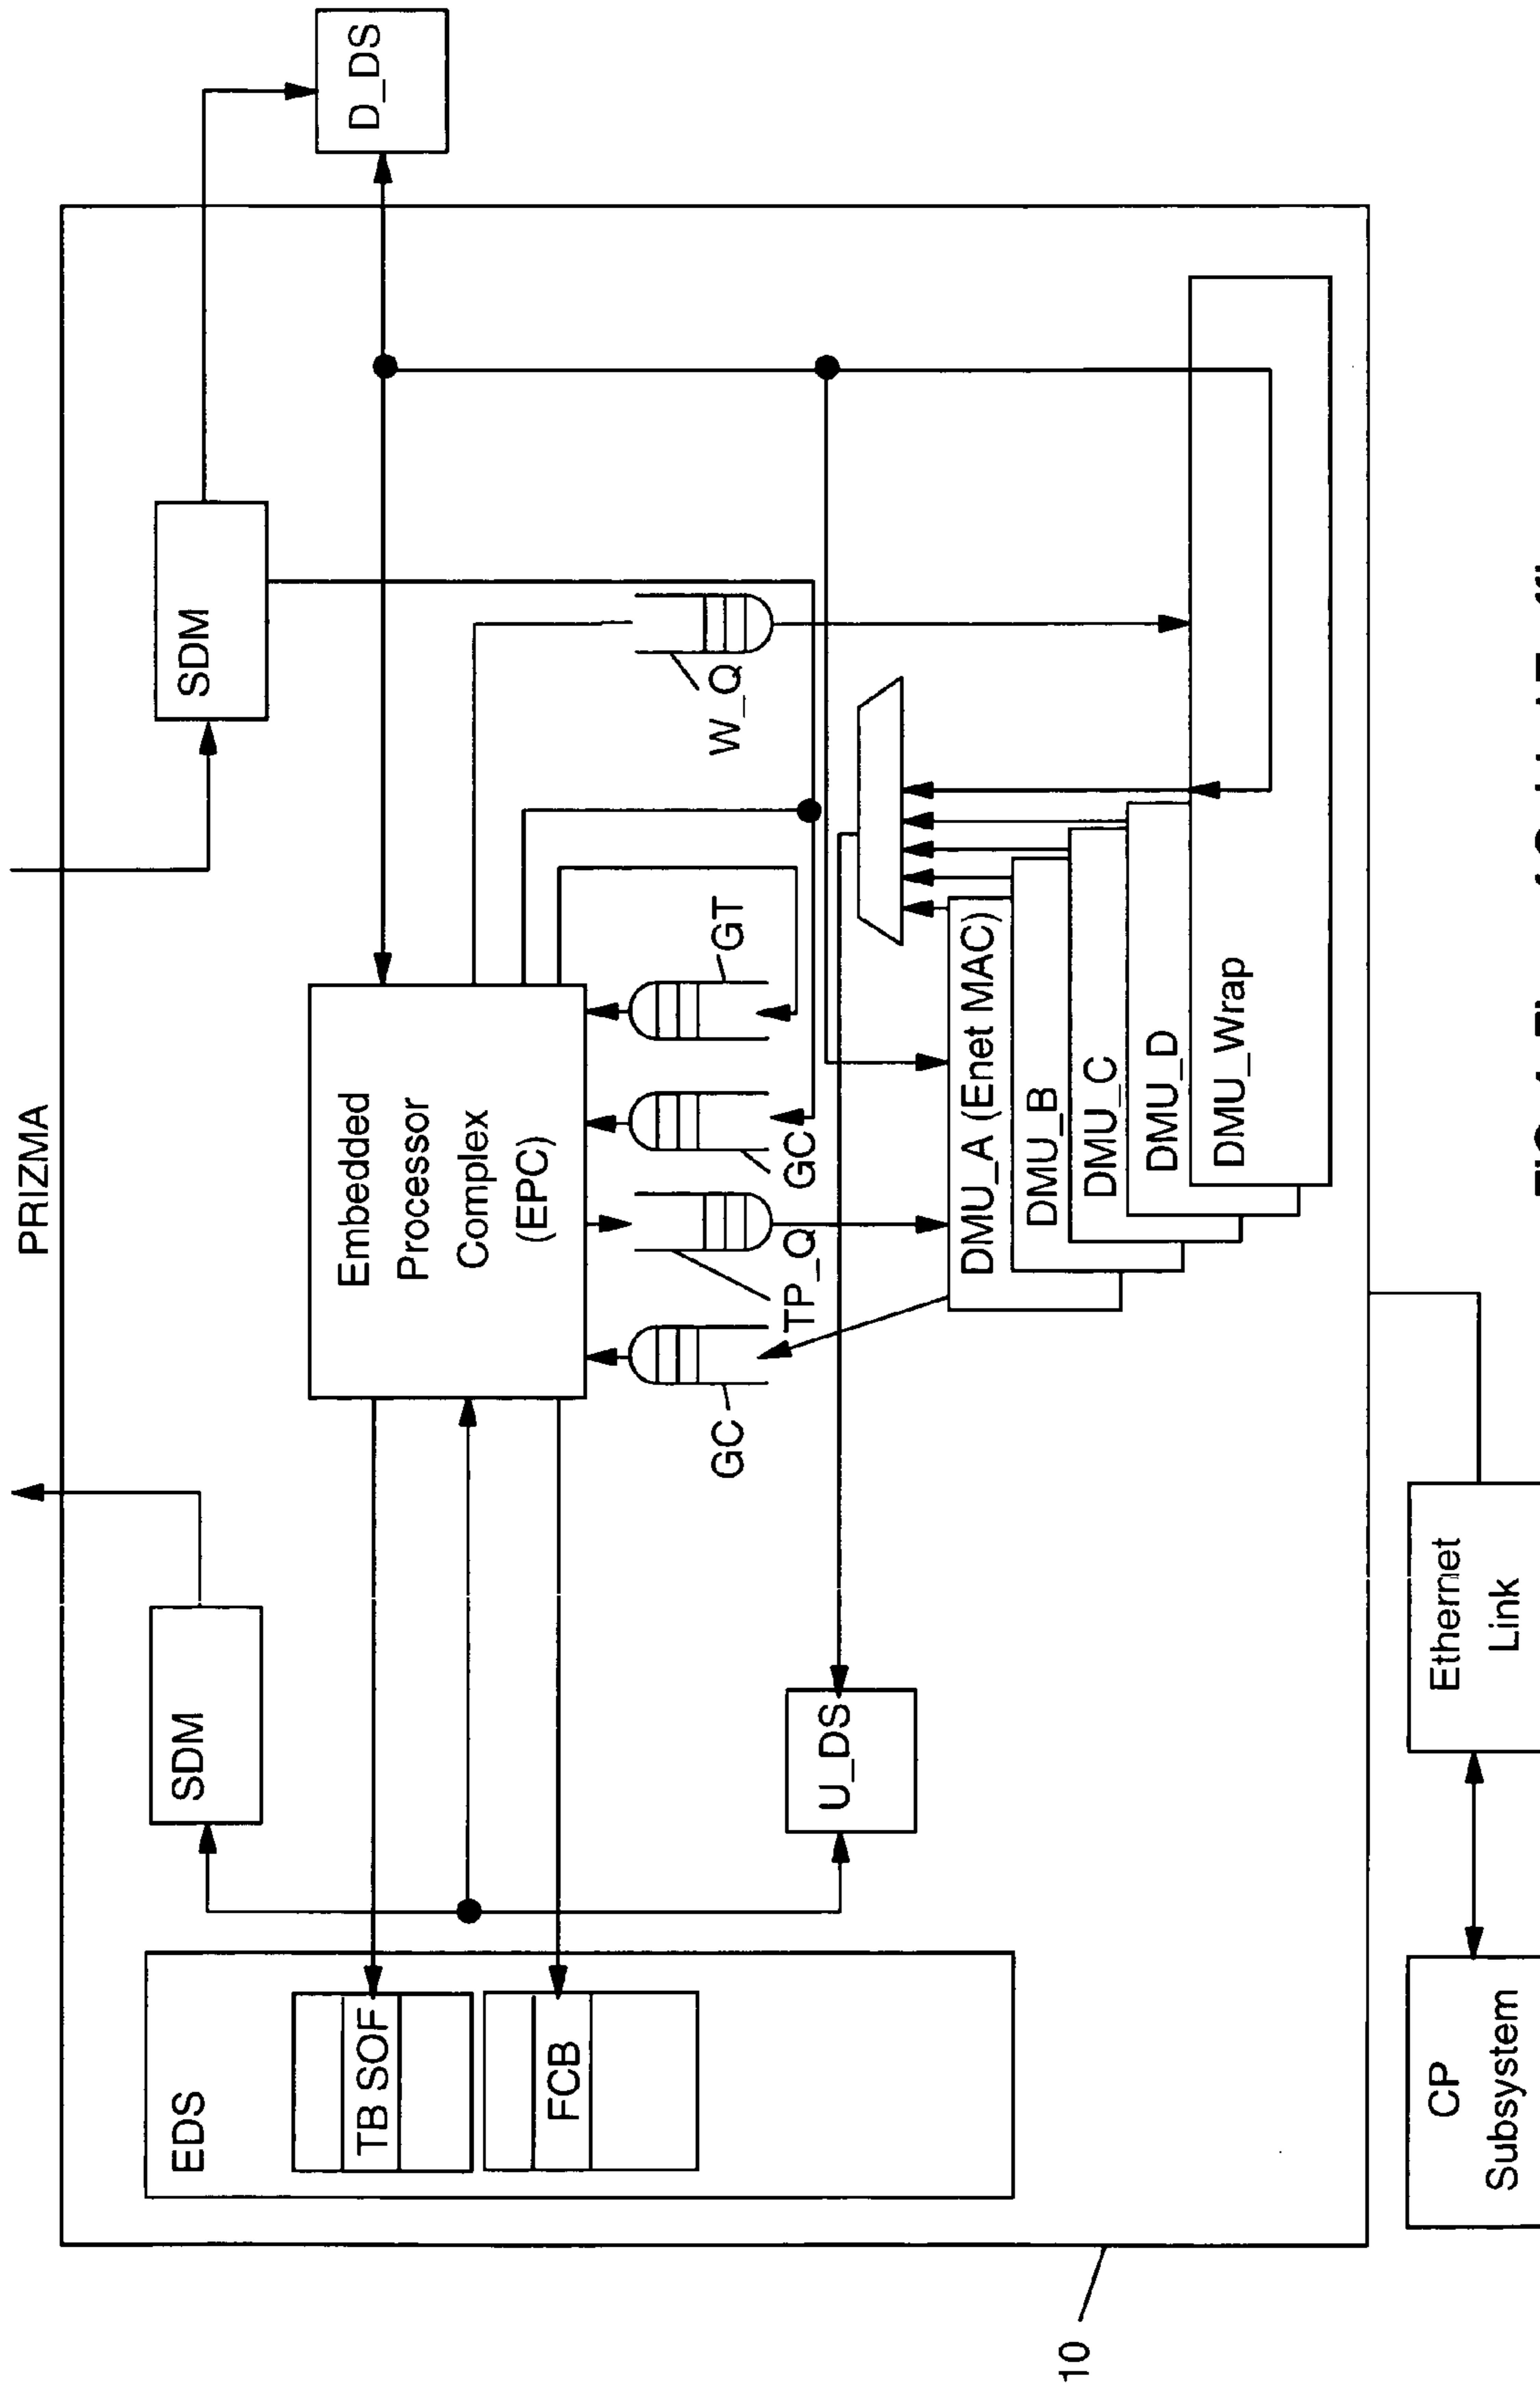 PRIZMA
SDM
SDM
D_DS
EDS
TB SOF
FCB
Embedded
Processor
Complex
(EPC)
GC
TP_Q
GC
GT
W_Q
U_DS
DMU_A (Enet MAC)
DMU_B
DMU_C
DMU_D
DMU_Wrap
10
CP
Subsystem
Ethernet
Link